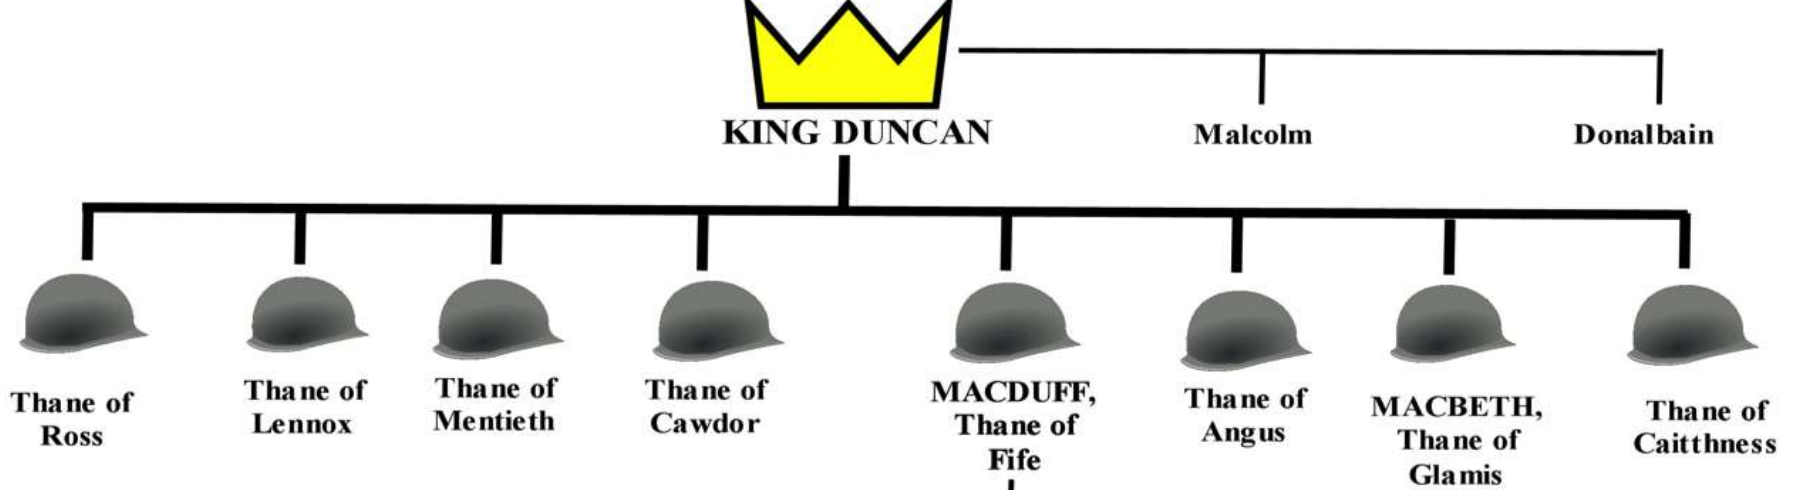 KING DUNCAN
Malcolm
Donalbain
Thane of
Ross
Thane of
Lennox
Thane of
Mentieth
Thane of
Cawdor
MACDUFF,
Thane of
Fife
Thane of
Angus
MACBETH,
Thane of
Glamis
Thane of
Caitthness